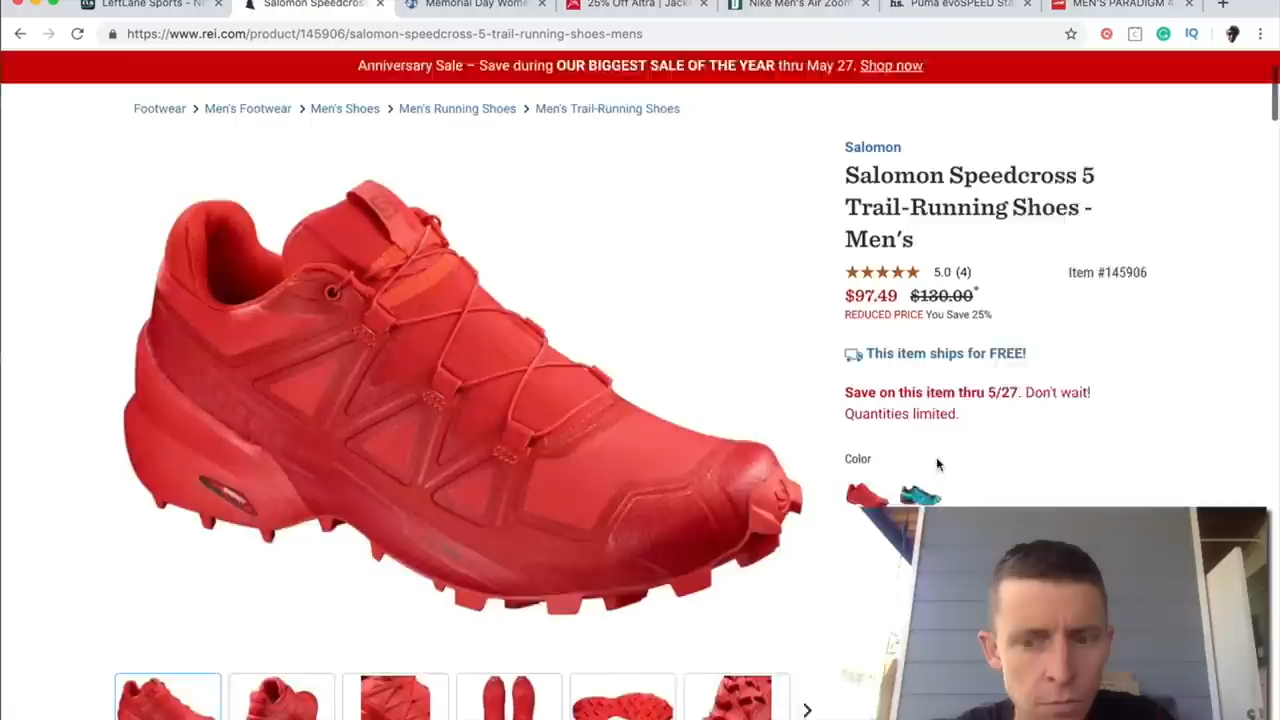 LeftLane Sports - N
Salomon Speedcros
Memorial Day Wome
25% Off Altra | Jack
Nike Men's Air Zoom
Puma evoSPEED Sta
MEN'S PARADIGM 4
https://www.rei.com/product/145906/salomon-speedcross-5-trail-running-shoes-mens
Anniversary Sale – Save during OUR BIGGEST SALE OF THE YEAR thru May 27. Shop now
Footwear > Men's Footwear > Men's Shoes > Men's Running Shoes > Men's Trail-Running Shoes
Salomon
Salomon Speedcross 5
Trail-Running Shoes -
Men's
5.0 (4)
Item #145906
$97.49 $130.00*
REDUCED PRICE You Save 25%
This item ships for FREE!
Save on this item thru 5/27. Don't wait!
Quantities limited.
Color